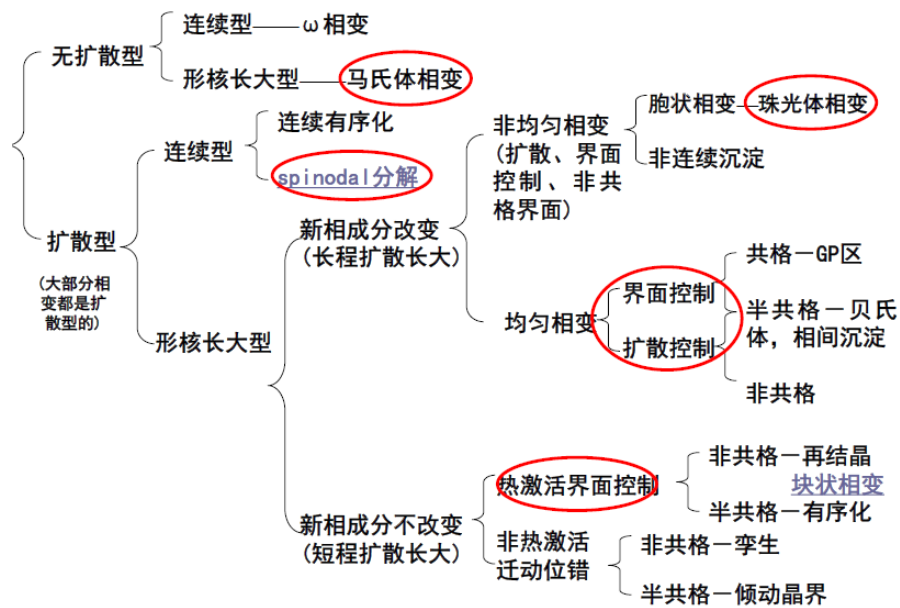 无扩散型
连续型——ω相变
形核长大型——马氏体相变
扩散型
(大部分相
变都是扩
散型的)
连续型
连续有序化
spinodal分解
形核长大型
新相成分改变
(长程扩散长大)
非均匀相变
(扩散、界面
控制、非共
格界面)
胞状相变—珠光体相变
非连续沉淀
均匀相变
界面控制
扩散控制
共格—GP区
半共格—贝氏
体，相间沉淀
非共格
新相成分不改变
(短程扩散长大)
热激活界面控制
非共格—再结晶
块状相变
半共格—有序化
非热激活
迁动位错
非共格—孪生
半共格—倾动晶界